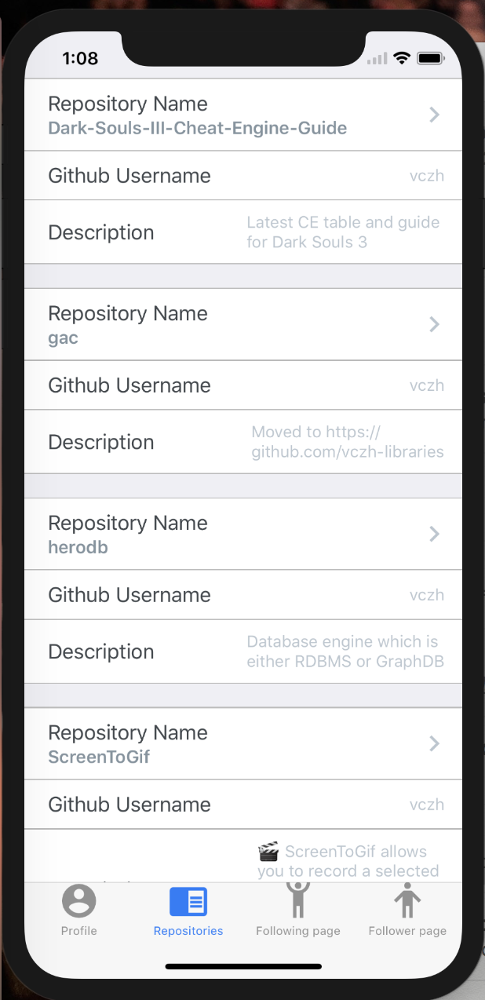 1:08
Repository Name
Dark-Souls-III-Cheat-Engine-Guide
Github Username
vczh
Description
Latest CE table and guide
for Dark Souls 3
Repository Name
gac
Github Username
vczh
Description
Moved to https://
github.com/vczh-libraries
Repository Name
herodb
Github Username
vczh
Description
Database engine which is
either RDBMS or GraphDB
Repository Name
ScreenToGif
Github Username
vczh
🎬 ScreenToGif allows
you to record a selected
Profile
Repositories
Following page
Follower page